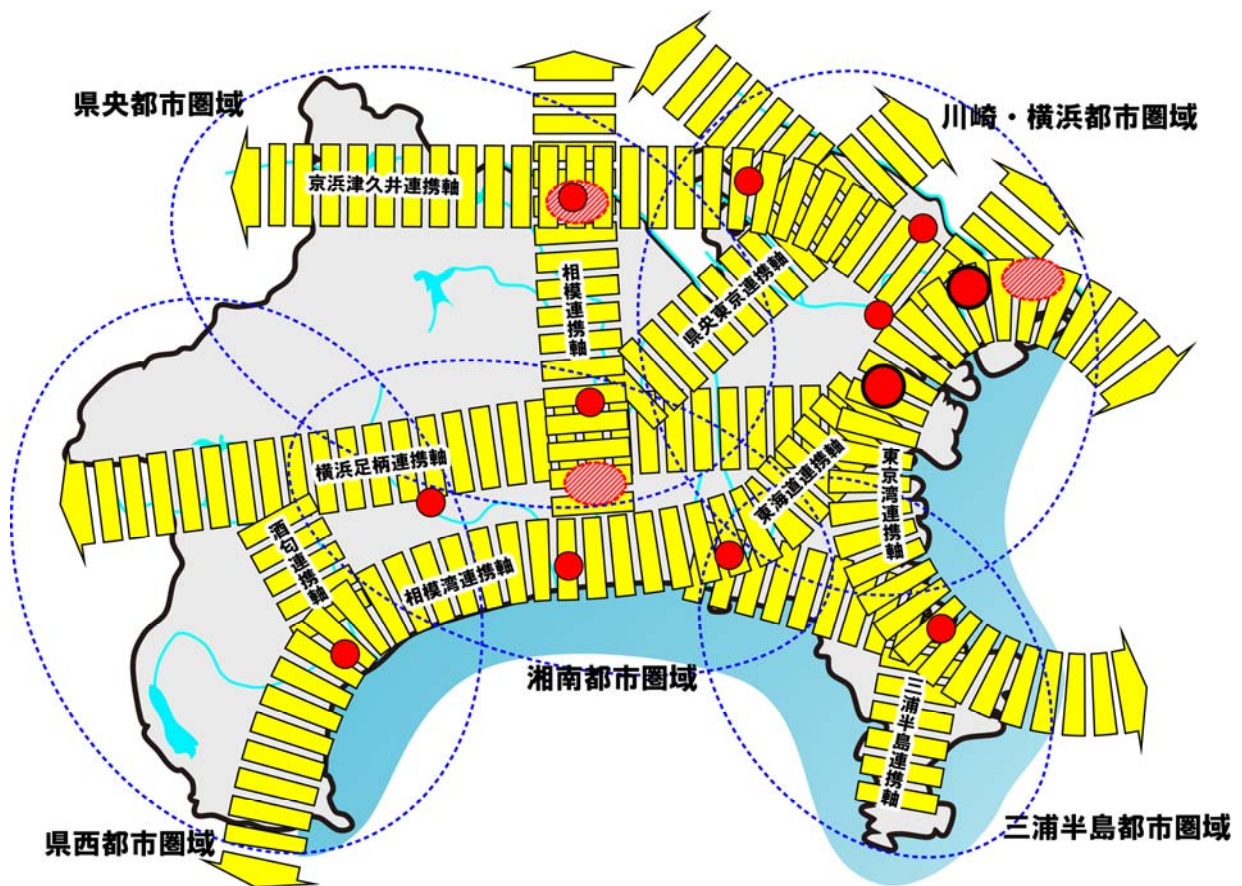 県央都市圏域
川崎・横浜都市圏域
京浜津久井連携軸
相模連携軸
県央東京連携軸
横浜足柄連携軸
東海道連携軸
東京湾連携軸
酒匂連携軸
相模湾連携軸
湘南都市圏域
三浦半島連携軸
県西都市圏域
三浦半島都市圏域